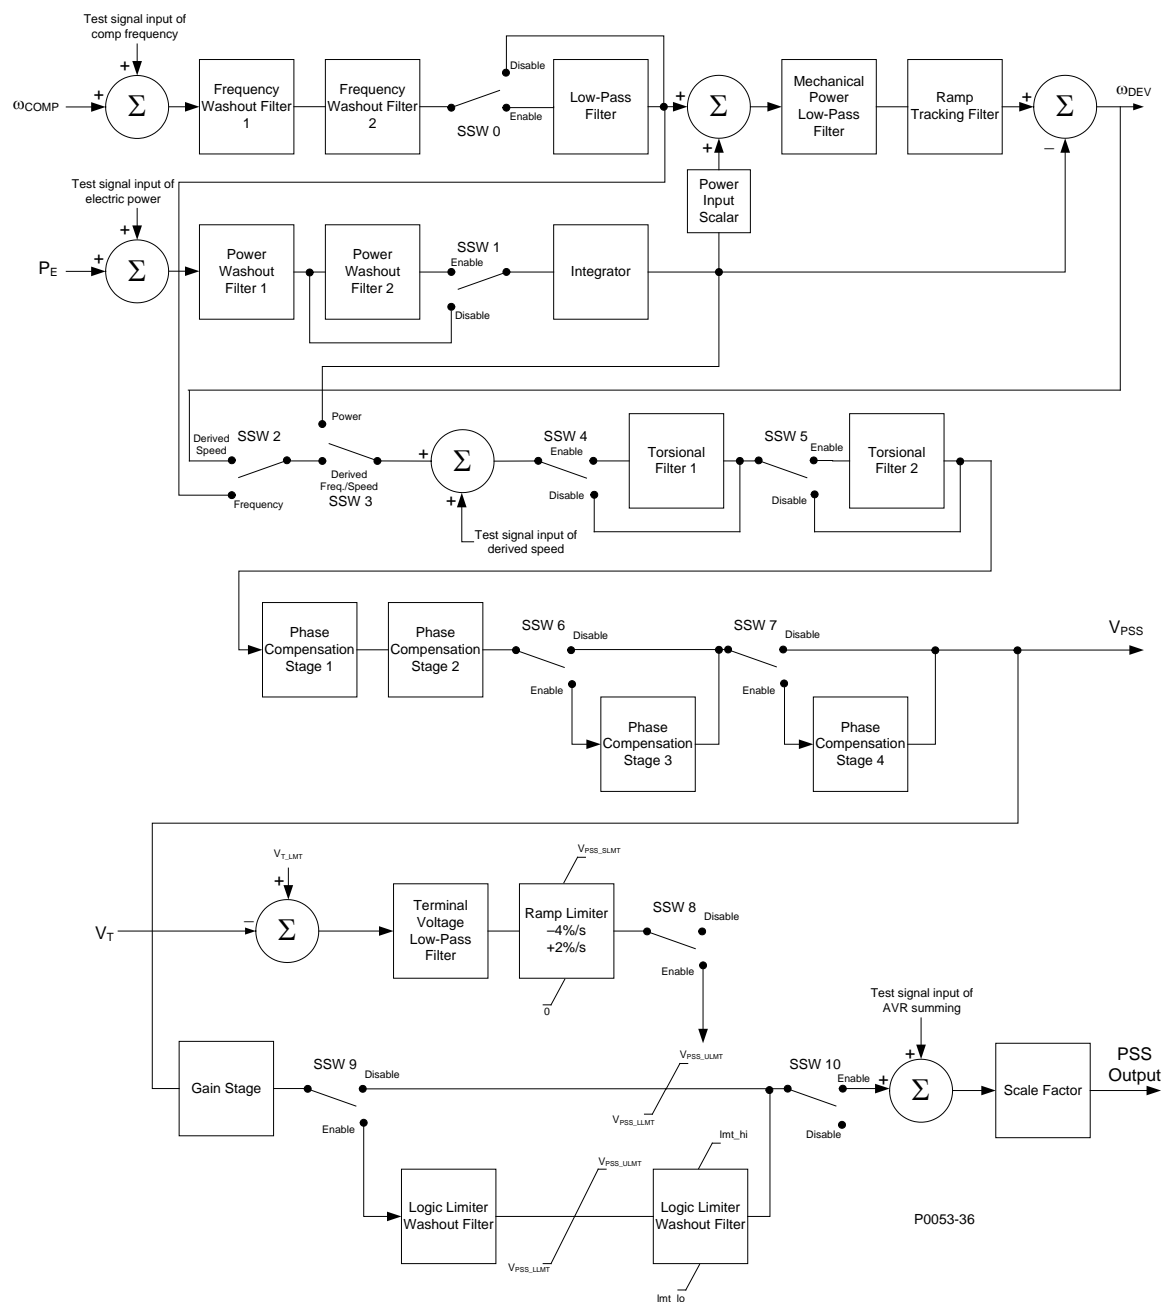 Test signal input of
comp frequency
+
+
ωCOMP
Σ
Frequency
Washout Filter
1
Frequency
Washout Filter
2
Disable
Enable
SSW 0
Low-Pass
Filter
+
+
Σ
Mechanical
Power
Low-Pass
Filter
Ramp
Tracking Filter
+
–
Σ
ωDEV
Test signal input of
electric power
+
+
PE
Σ
Power
Washout
Filter 1
Power
Washout
Filter 2
SSW 1
Enable
Disable
Integrator
Power
Input
Scalar
Power
Derived
Speed
SSW 2
Frequency
Derived
Freq./Speed
SSW 3
+
+
Σ
Test signal input of
derived speed
SSW 4
Enable
Disable
Torsional
Filter 1
SSW 5
Enable
Disable
Torsional
Filter 2
Phase
Compensation
Stage 1
Phase
Compensation
Stage 2
SSW 6
Disable
Enable
Phase
Compensation
Stage 3
SSW 7
Disable
Enable
Phase
Compensation
Stage 4
VPSS
VT_LMT
+
–
VT
Σ
Terminal
Voltage
Low-Pass
Filter
VPSS_SLMT
Ramp Limiter
–4%/s
+2%/s
0
SSW 8
Disable
Enable
Gain Stage
SSW 9
Disable
Enable
VPSS_ULMT
VPSS_LLMT
SSW 10
Enable
Disable
Test signal input of
AVR summing
+
+
Σ
Scale Factor
PSS
Output
Logic Limiter
Washout Filter
VPSS_ULMT
VPSS_LLMT
lmt_hi
Logic Limiter
Washout Filter
lmt_lo
P0053-36